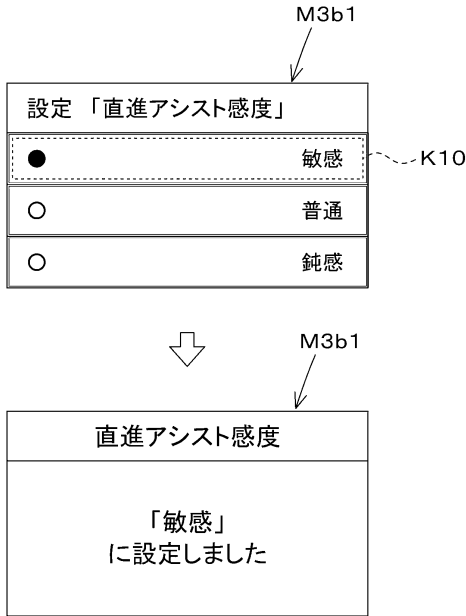 M3b1
設定 「直進アシスト感度」
● 敏感
K10
○ 普通
○ 鈍感
M3b1
直進アシスト感度
「敏感」
に設定しました